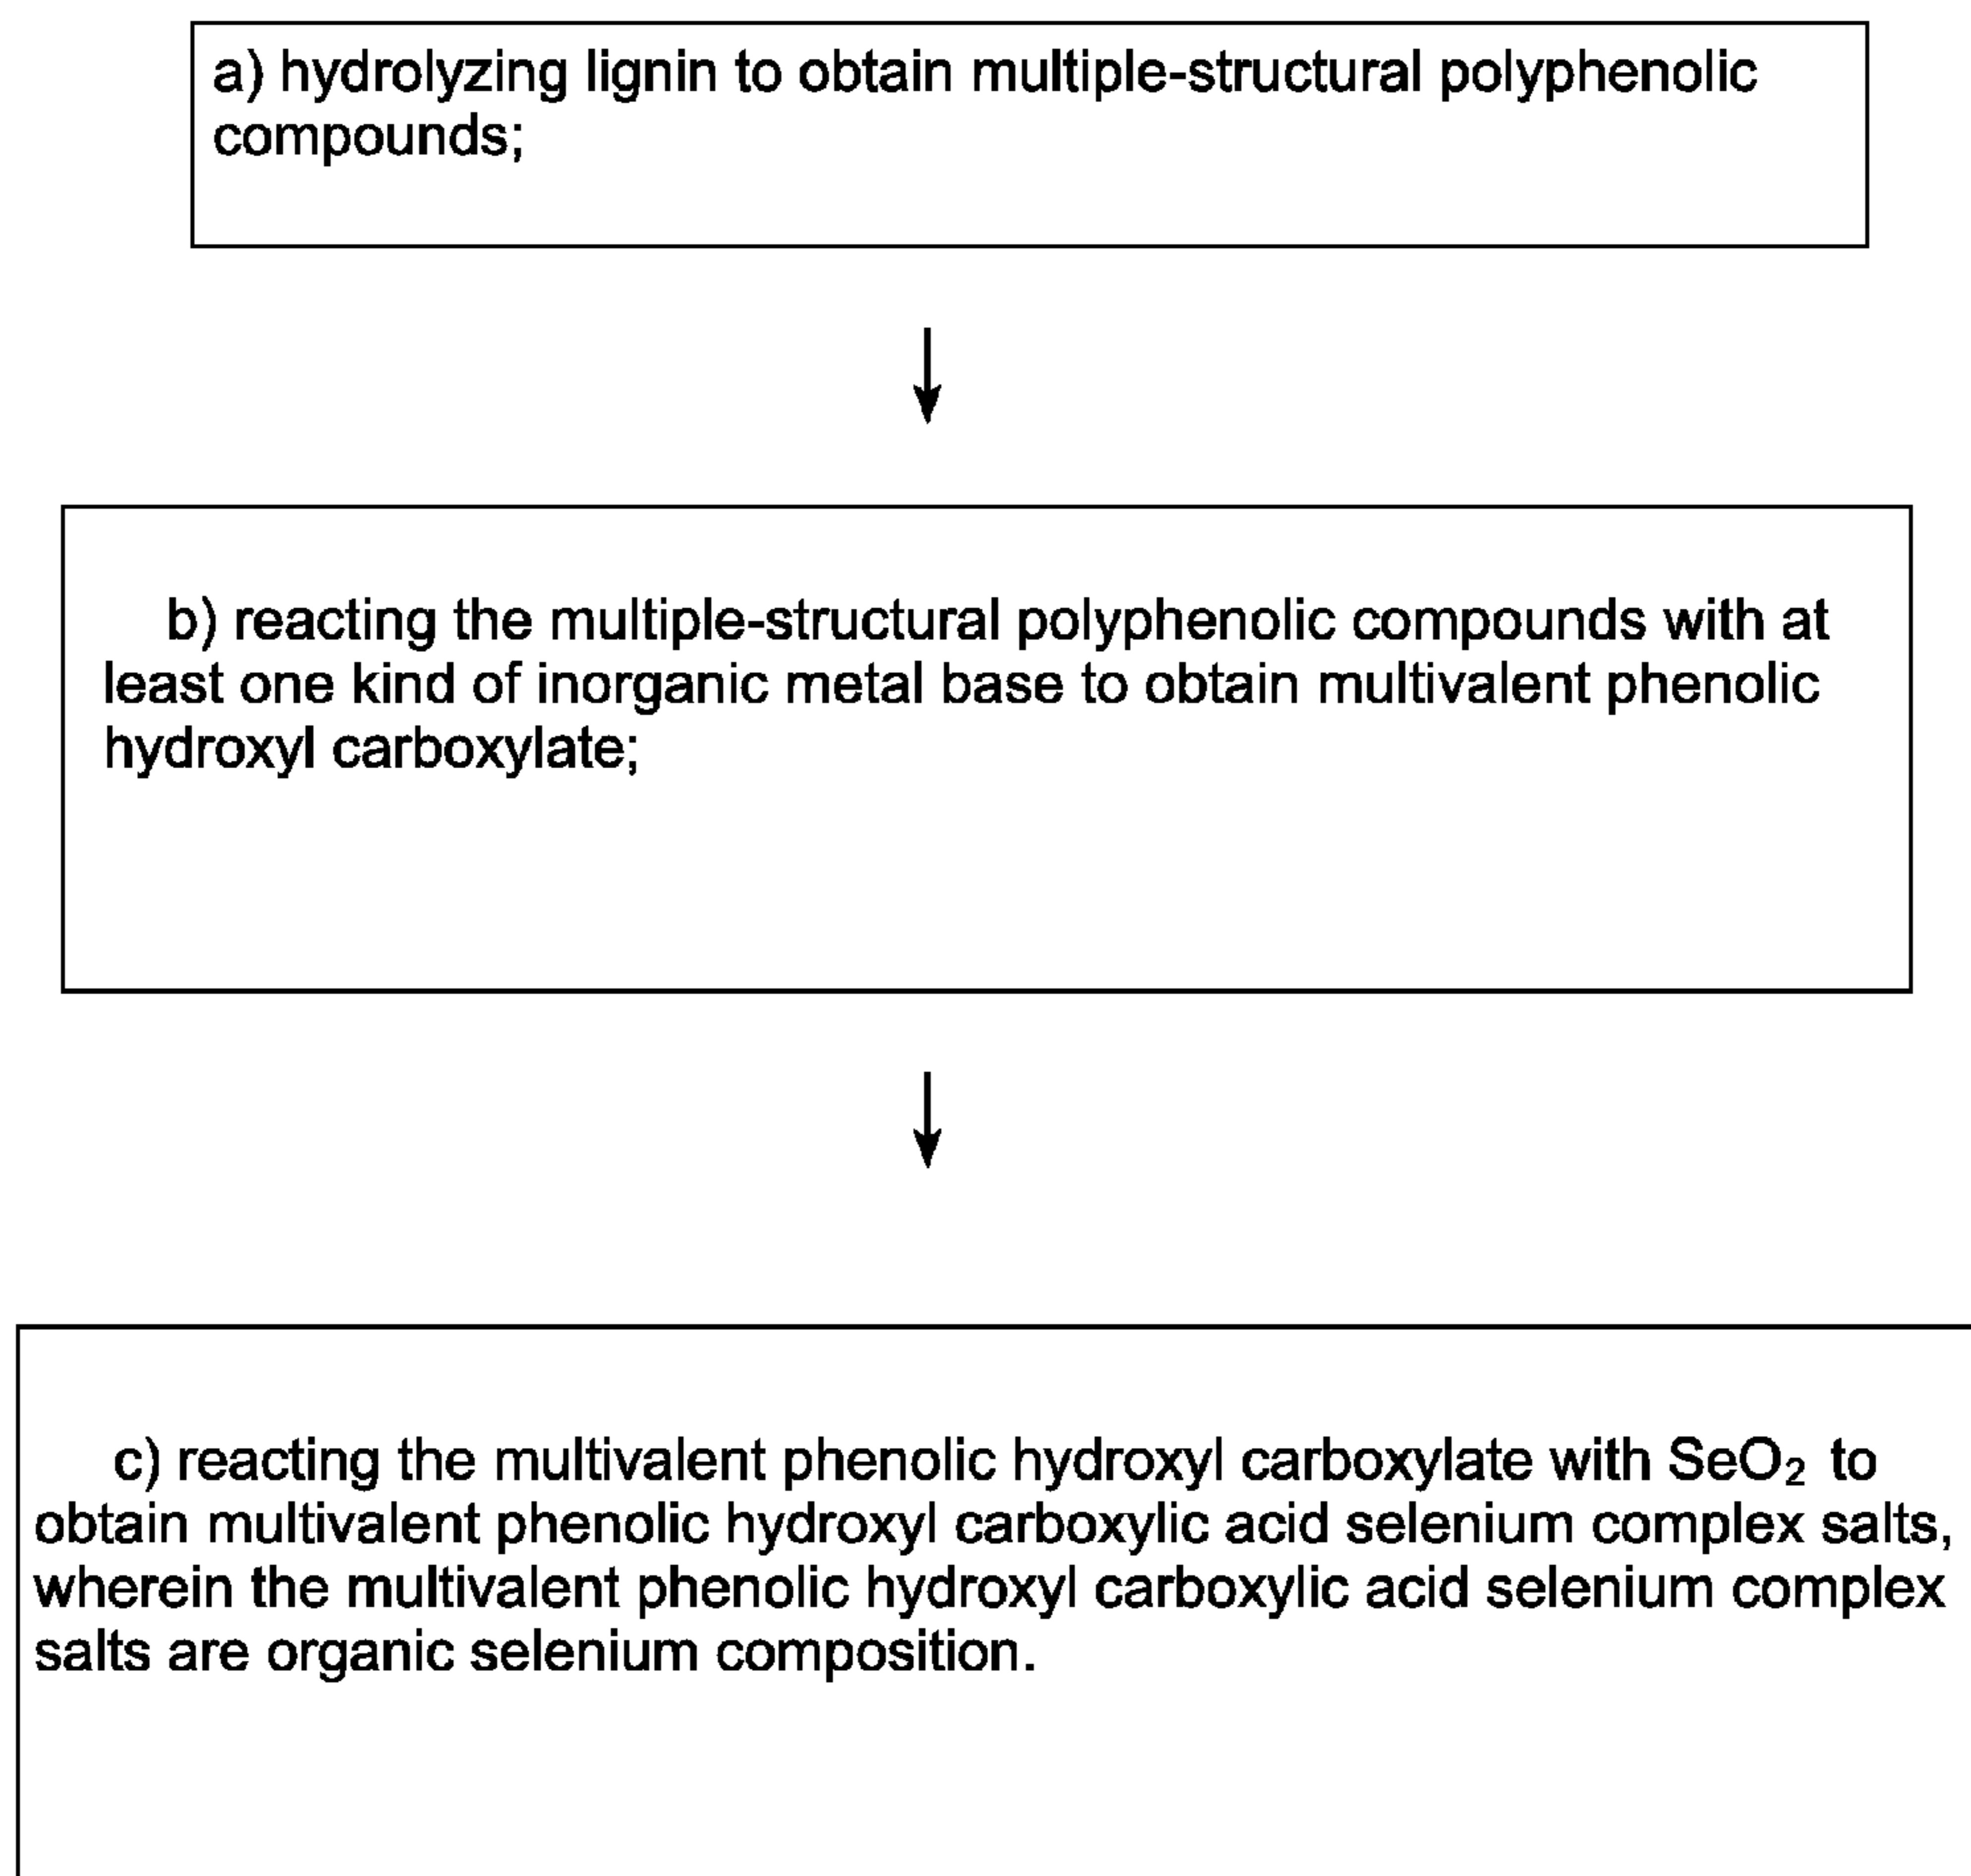 a) hydrolyzing lignin to obtain multiple-structural polyphenolic
compounds;
b) reacting the multiple-structural polyphenolic compounds with at
least one kind of inorganic metal base to obtain multivalent phenolic
hydroxyl carboxylate;
c) reacting the multivalent phenolic hydroxyl carboxylate with SeO₂ to
obtain multivalent phenolic hydroxyl carboxylic acid selenium complex salts,
wherein the multivalent phenolic hydroxyl carboxylic acid selenium complex
salts are organic selenium composition.